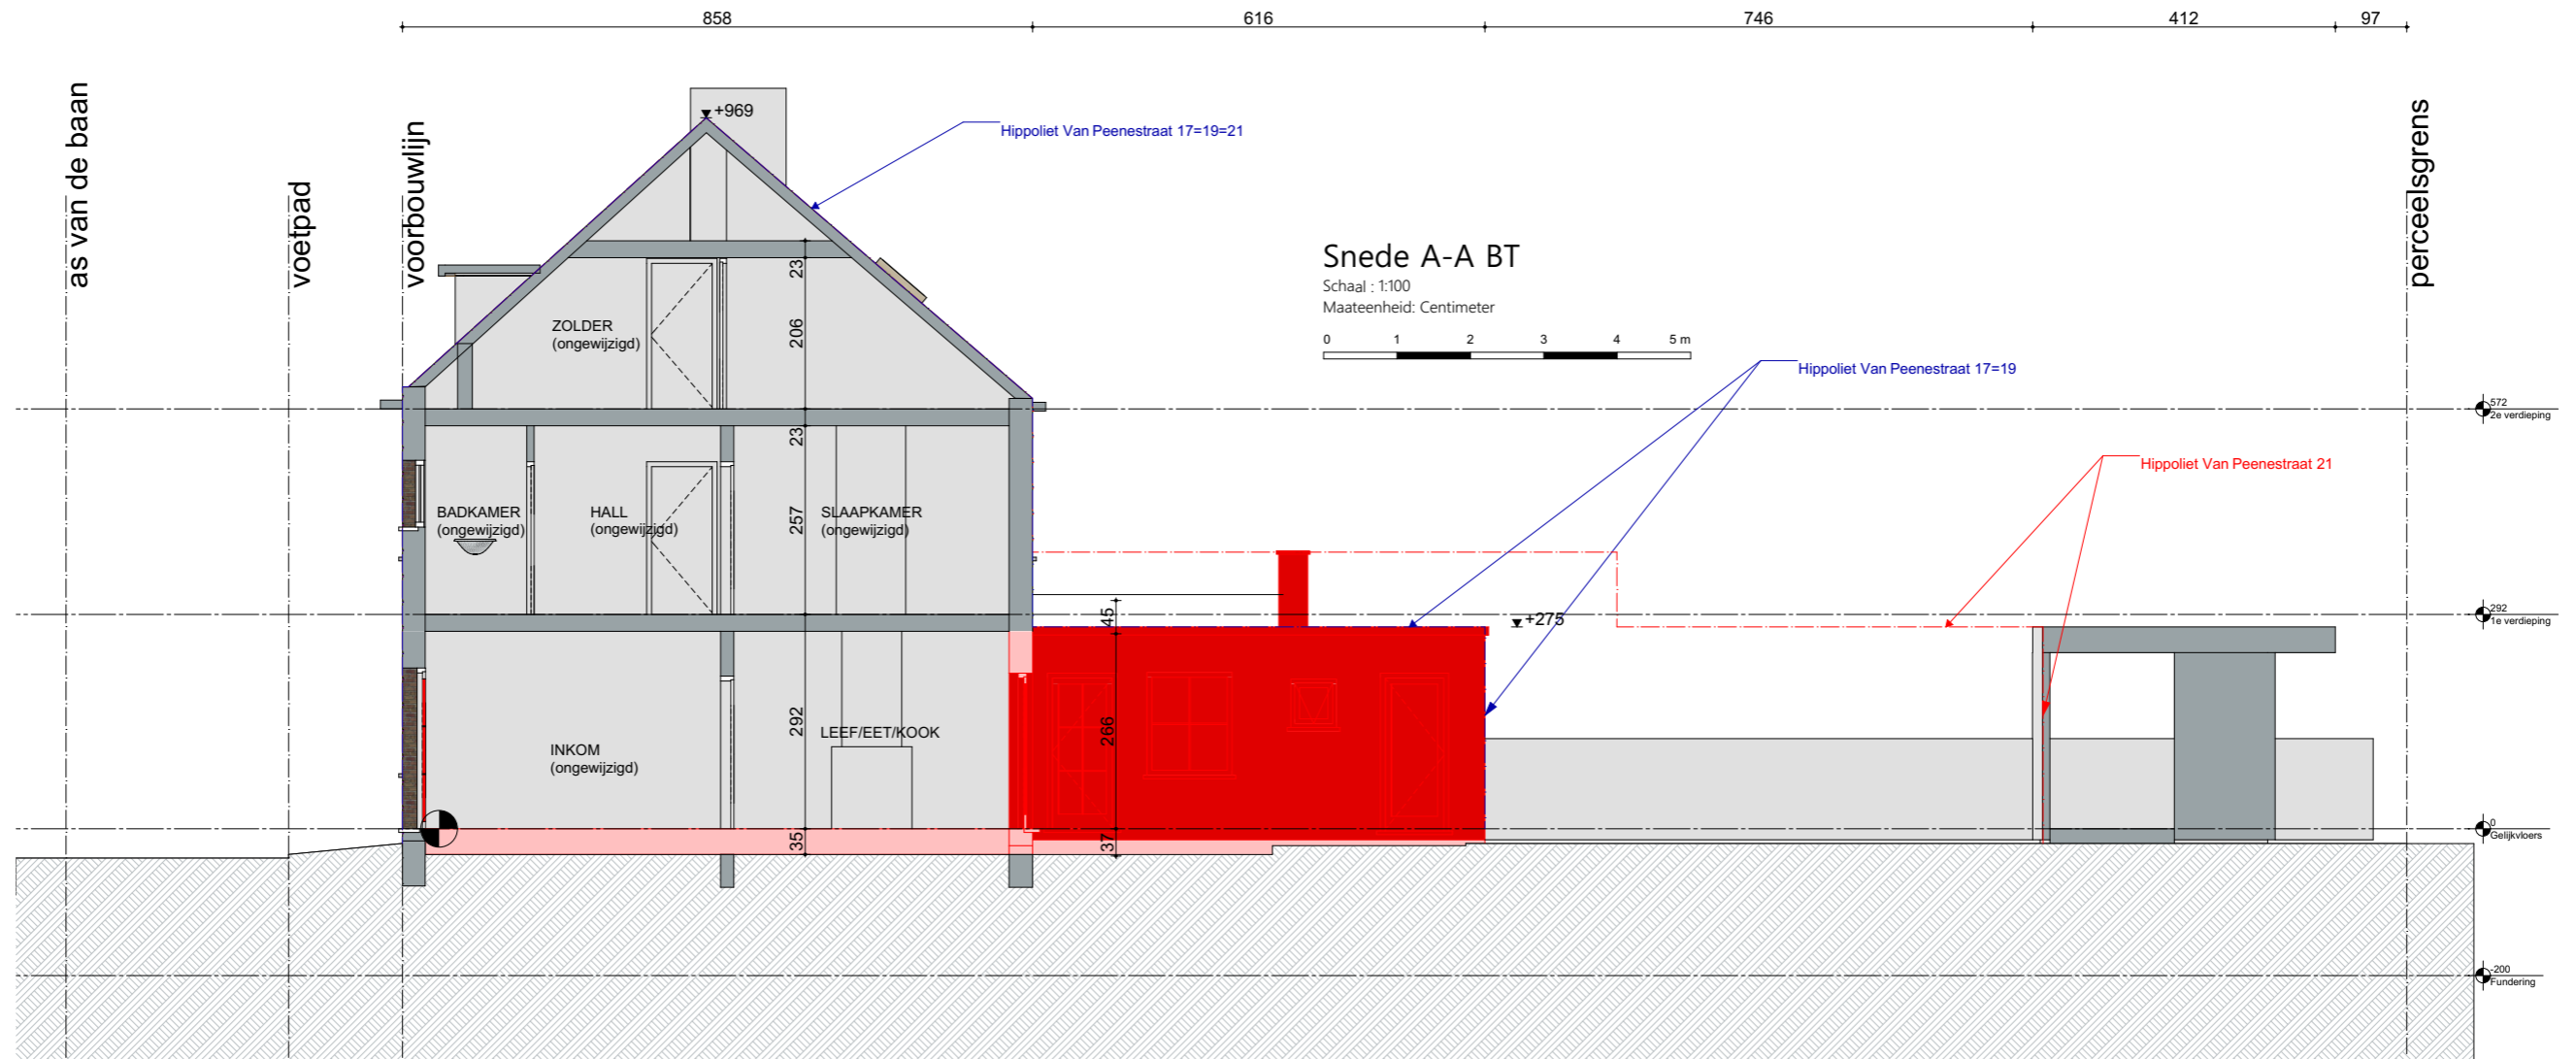 858
616
746
412
97
as van de baan
voetpad
voorbouwlijn
perceelsgrens
+969
Hippoliet Van Peenestraat 17=19=21
Snede A-A BT
Schaal : 1:100
Maateenheid: Centimeter
0 1 2 3 4 5 m
23
206
ZOLDER
(ongewijzigd)
Hippoliet Van Peenestraat 17=19
572
2e verdieping
23
Hippoliet Van Peenestraat 21
BADKAMER
(ongewijzigd)
HALL
(ongewijzigd)
257
SLAAPKAMER
(ongewijzigd)
45
+275
292
1e verdieping
292
266
LEEF/EET/KOOK
INKOM
(ongewijzigd)
35
37
0
Gelijkvloers
-200
Fundering